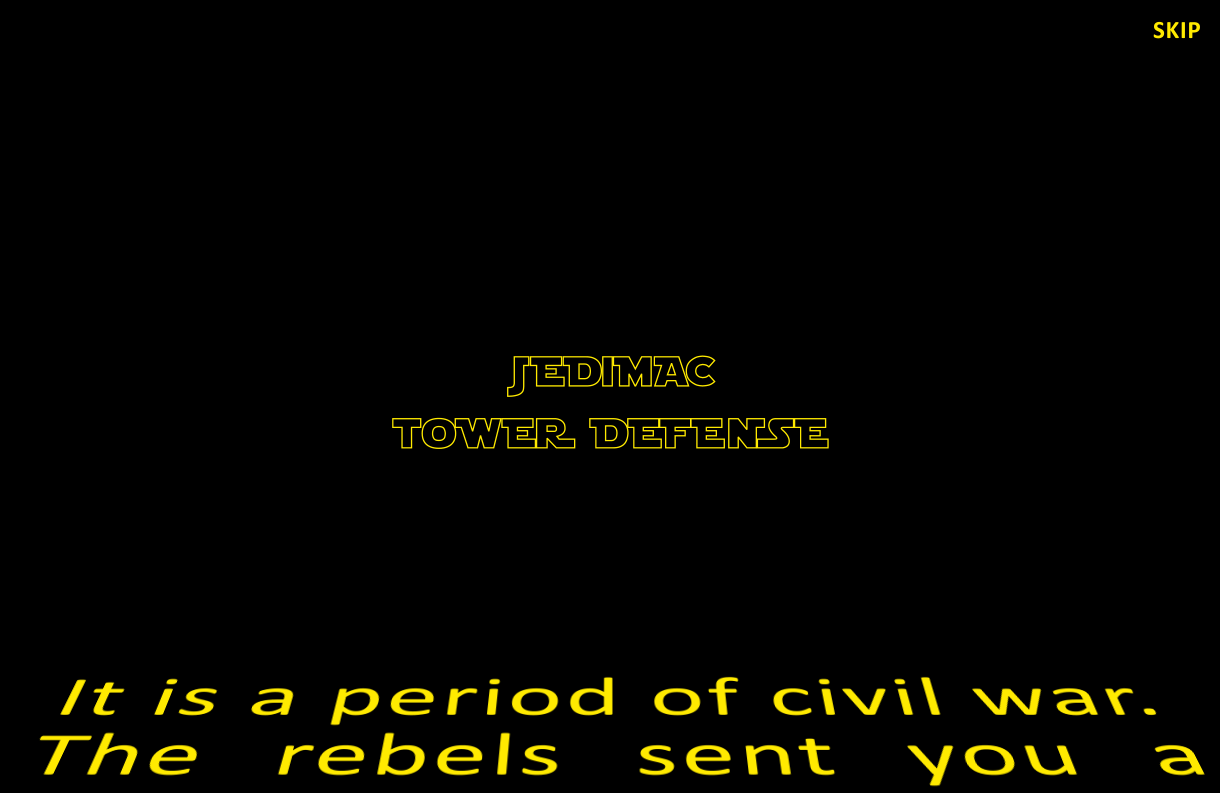 SKIP
JEDIMAC
TOWER DEFENSE
It is a period of civil war.
The rebels sent you a